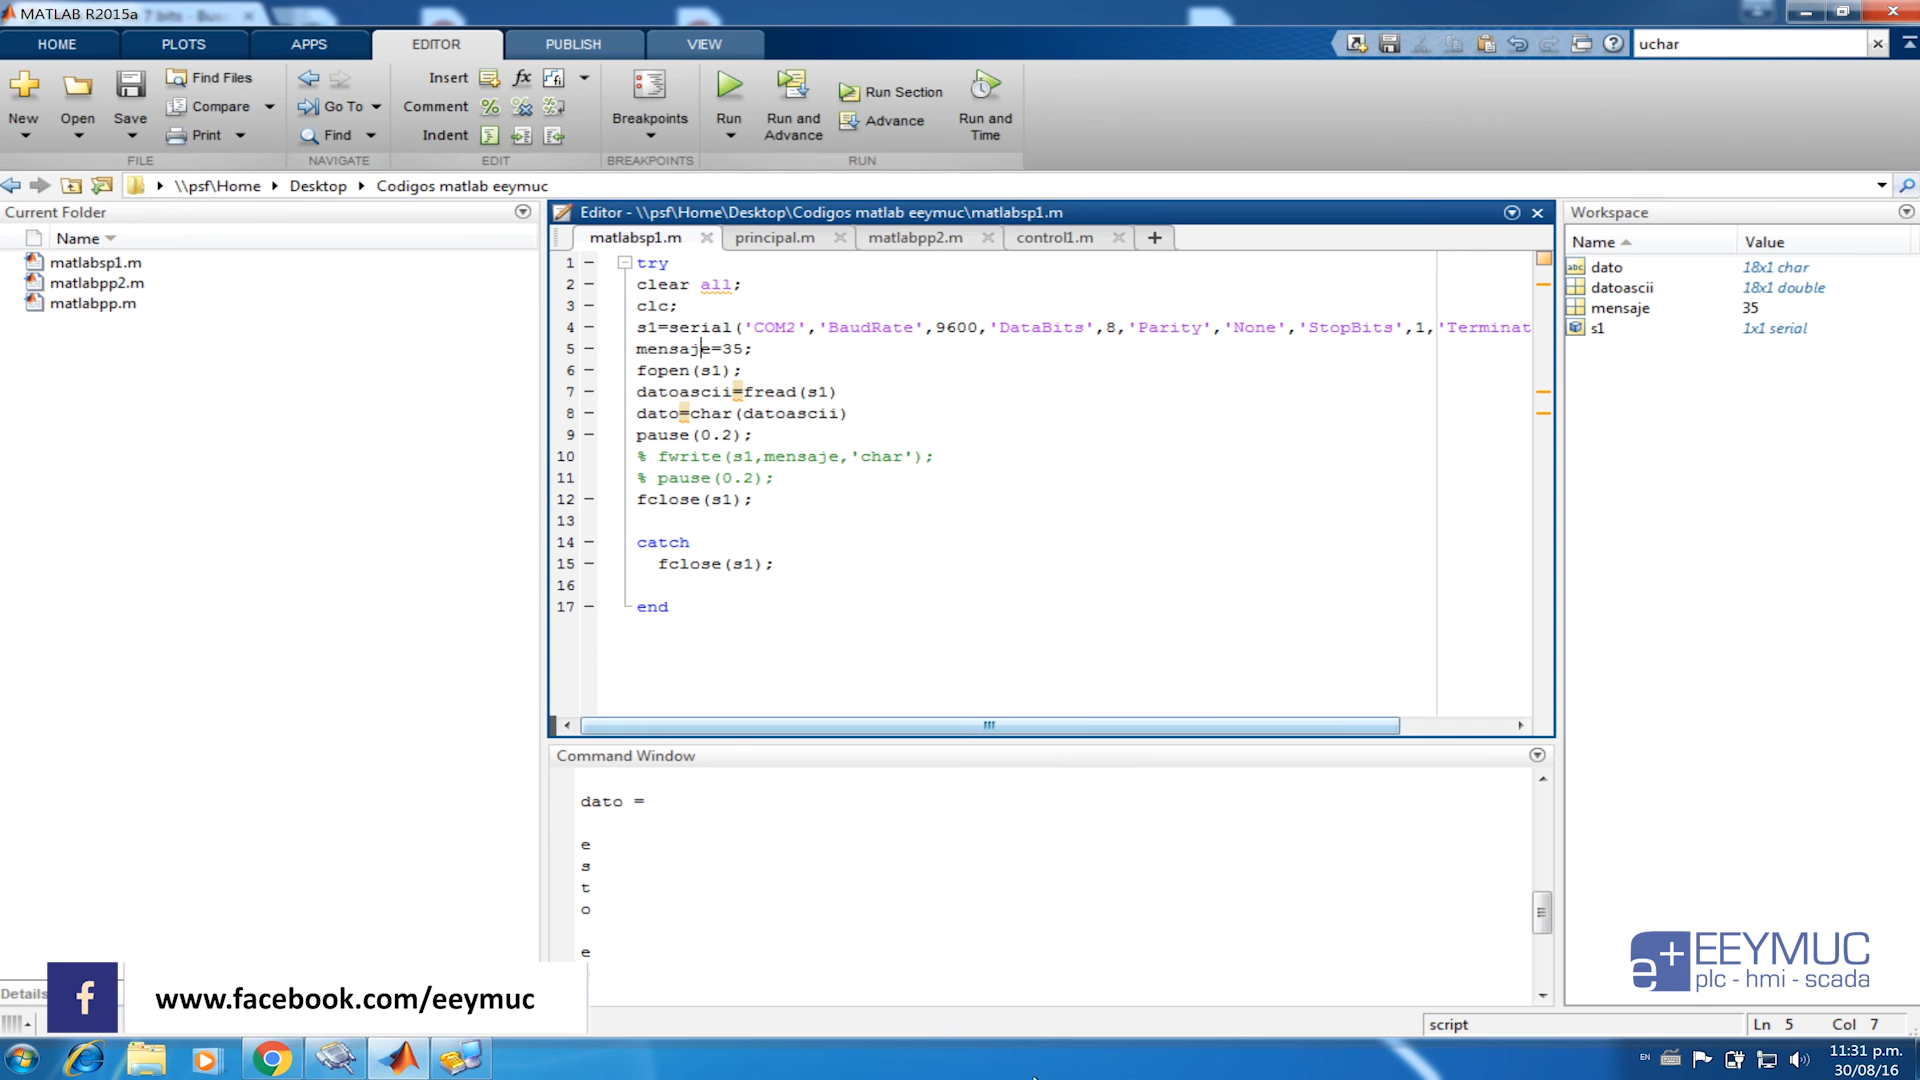 MATLAB R2015a
HOME PLOTS APPS EDITOR PUBLISH VIEW
uchar
Find Files
Insert
Compare
Go To
Comment
Run Section
New Open Save
Print
Find
Indent
Breakpoints
Run
Run and Advance
Advance
Run and Time
FILE NAVIGATE EDIT BREAKPOINTS RUN
\\psf\Home Desktop Codigos matlab eeymuc
Current Folder
Name
matlabsp1.m
matlabpp2.m
matlabpp.m
Editor - \\psf\Home\Desktop\Codigos matlab eeymuc\matlabsp1.m
matlabsp1.m principal.m matlabpp2.m control1.m
1 try
2 clear all;
3 clc;
4 s1=serial('COM2','BaudRate',9600,'DataBits',8,'Parity','None','StopBits',1,'Terminat
5 mensaje=35;
6 fopen(s1);
7 datoascii=fread(s1)
8 dato=char(datoascii)
9 pause(0.2);
10 % fwrite(s1,mensaje,'char');
11 % pause(0.2);
12 fclose(s1);
13
14 catch
15 fclose(s1);
16
17 end
Workspace
Name Value
dato 18x1 char
datoascii 18x1 double
mensaje 35
s1 1x1 serial
Command Window
dato =
e
s
t
o
e
Details
f www.facebook.com/eeymuc
e+ EEYMUC
plc - hmi - scada
script Ln 5 Col 7
EN
11:31 p.m.
30/08/16